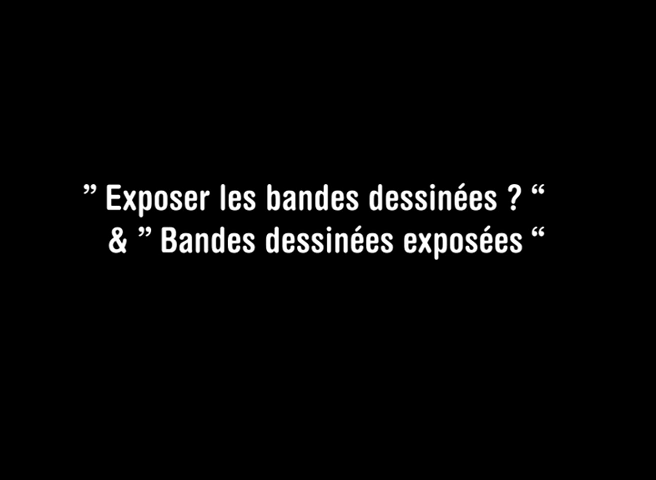 ” Exposer les bandes dessinées ? “
& ” Bandes dessinées exposées “